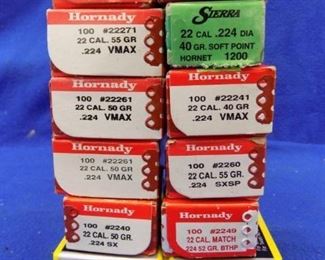 Hornady
100 #22271
22 CAL. 55 GR.
.224 VMAX
Hornady
100 #22261
22 CAL. 50 GR.
.224 VMAX
Hornady
100 #22261
22 CAL. 50 GR.
.224 VMAX
Hornady
100 #2240
22 CAL. 50 GR.
.224 SX
SIERRA
22 CAL .224 DIA
40 GR. SOFT POINT
HORNET 1200
Hornady
100 #22241
22 CAL. 40 GR
.224 VMAX
Hornady
100 #2260
22 CAL. 55 GR.
.224 SXSP
Hornady
100 #2249
22 CAL. MATCH
.224 52 GR. BTHP